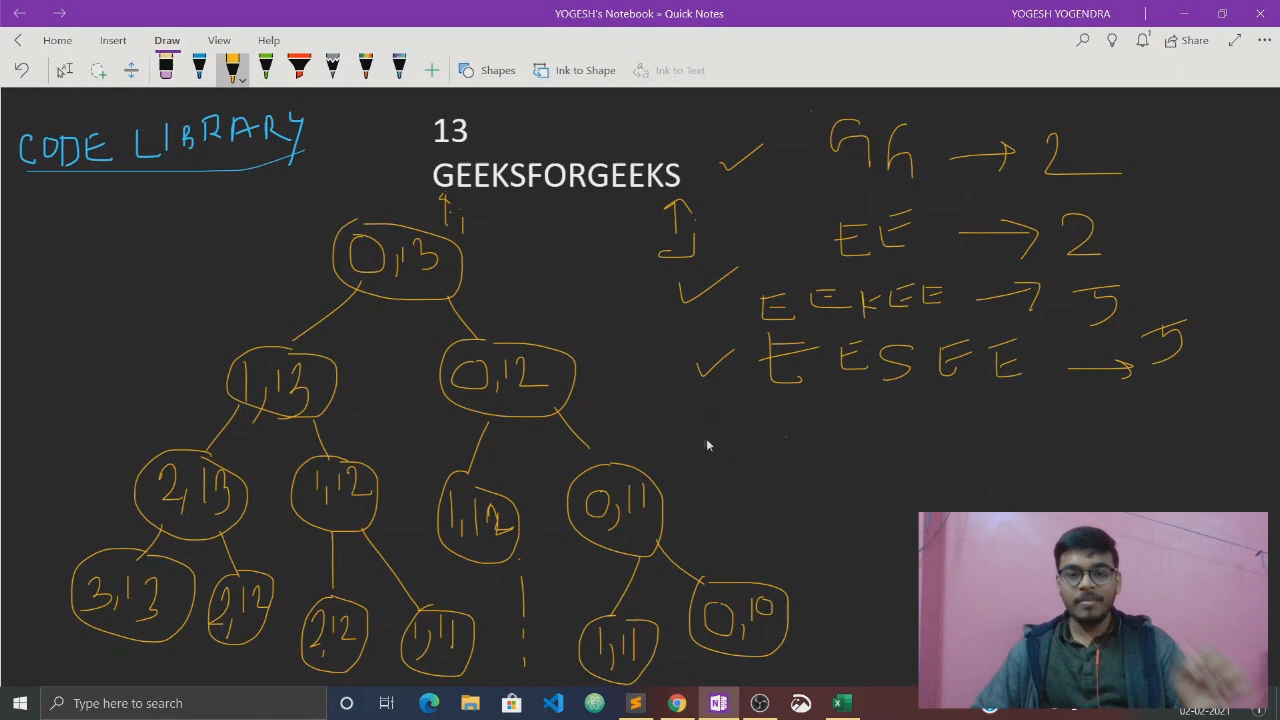 YOGESH's Notebook » Quick Notes
YOGESH YOGENDRA
Home Insert Draw View Help
Share
Shapes
Ink to Shape
Ink to Text
CODE LIBRARY
13
GEEKSFORGEEKS
GG → 2
EE → 2
EEKEE → 5
EESEE → 5
i
j
0,13
1,13
0,12
2,13
1,12
1,12
0,11
3,13
2,12
2,12
1,11
1,11
0,10
Type here to search
02-02-2021